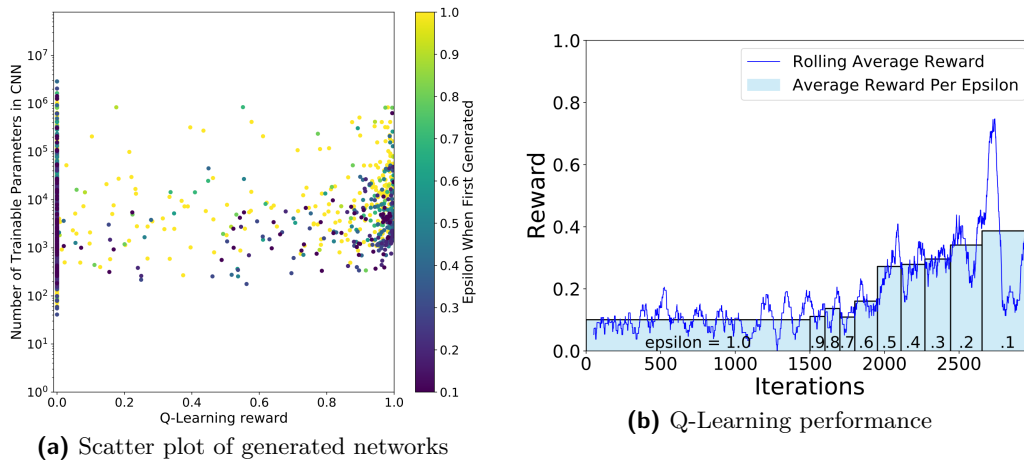 Number of Trainable Parameters in CNN
10^7
10^6
10^5
10^4
10^3
10^2
10^1
10^0
0.0 0.2 0.4 0.6 0.8 1.0
Q-Learning reward
1.0
0.9
0.8
0.7
0.6
0.5
0.4
0.3
0.2
0.1
Epsilon When First Generated
(a) Scatter plot of generated networks
Reward
1.0
0.8
0.6
0.4
0.2
0.0
Rolling Average Reward
Average Reward Per Epsilon
epsilon = 1.0 .9 .8 .7 .6 .5 .4 .3 .2 .1
0 500 1000 1500 2000 2500
Iterations
(b) Q-Learning performance